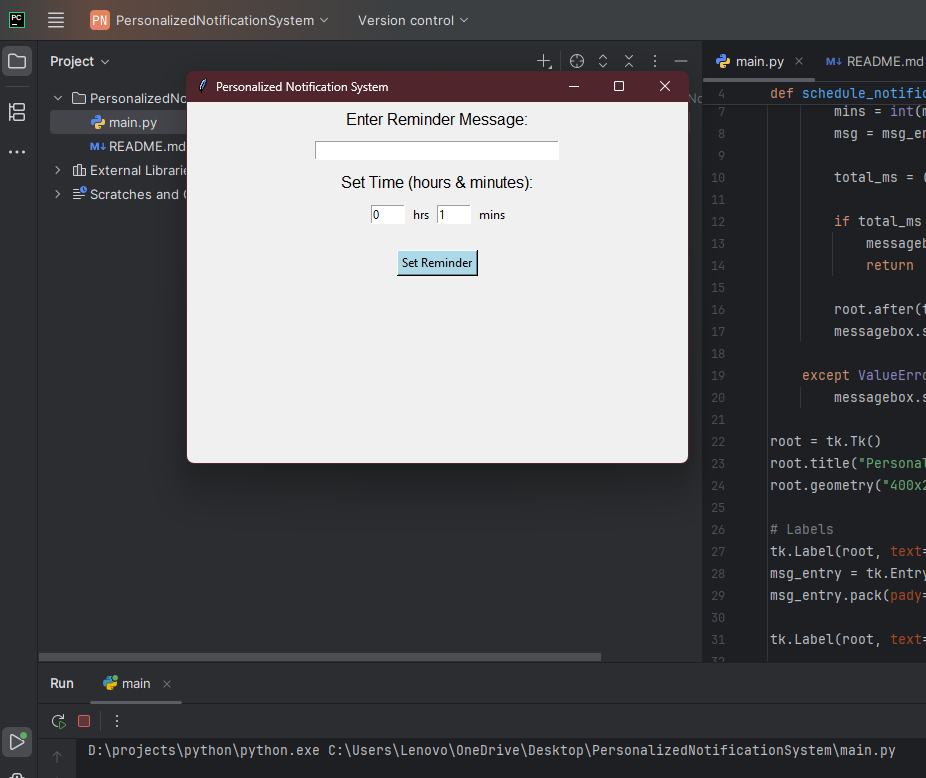 PC
PN PersonalizedNotificationSystem Version control
Project
PersonalizedNo
main.py
README.md
External Librarie
Scratches and
Personalized Notification System
Enter Reminder Message:
Set Time (hours & minutes):
0 hrs 1 mins
Set Reminder
main.py
README.md
4 def schedule_notific
7 mins = int(m
8 msg = msg_en
9
10 total_ms = (
11
12 if total_ms
13 messageb
14 return
15
16 root.after(t
17 messagebox.s
18
19 except ValueErro
20 messagebox.s
21
22 root = tk.Tk()
23 root.title("Personal
24 root.geometry("400x2
25
26 # Labels
27 tk.Label(root, text=
28 msg_entry = tk.Entry
29 msg_entry.pack(pady=
30
31 tk.Label(root, text=
32
Run main
D:\projects\python\python.exe C:\Users\Lenovo\OneDrive\Desktop\PersonalizedNotificationSystem\main.py